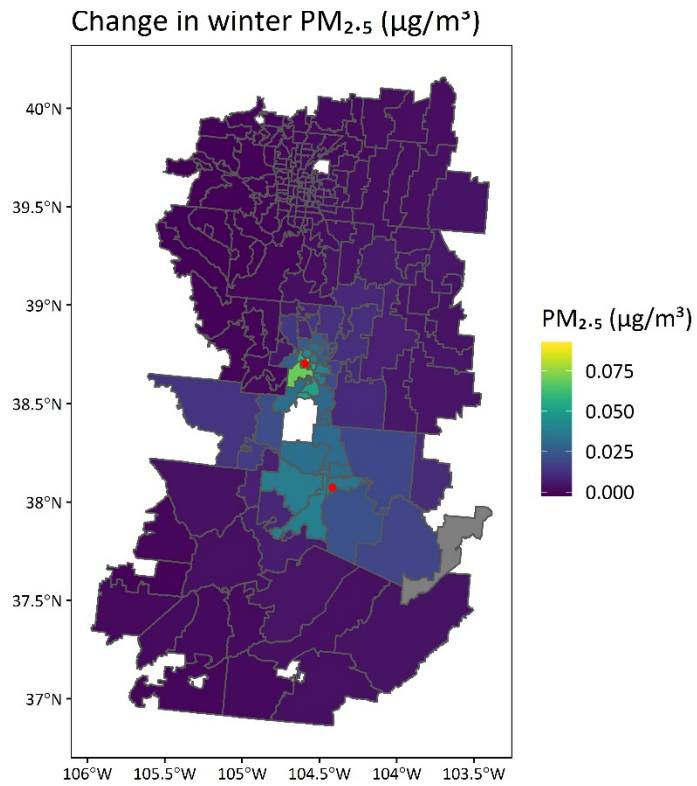 Change in winter PM₂.₅ (µg/m³)
40°N
39.5°N
39°N
38.5°N
38°N
37.5°N
37°N
106°W 105.5°W 105°W 104.5°W 104°W 103.5°W
PM₂.₅ (µg/m³)
0.075
0.050
0.025
0.000